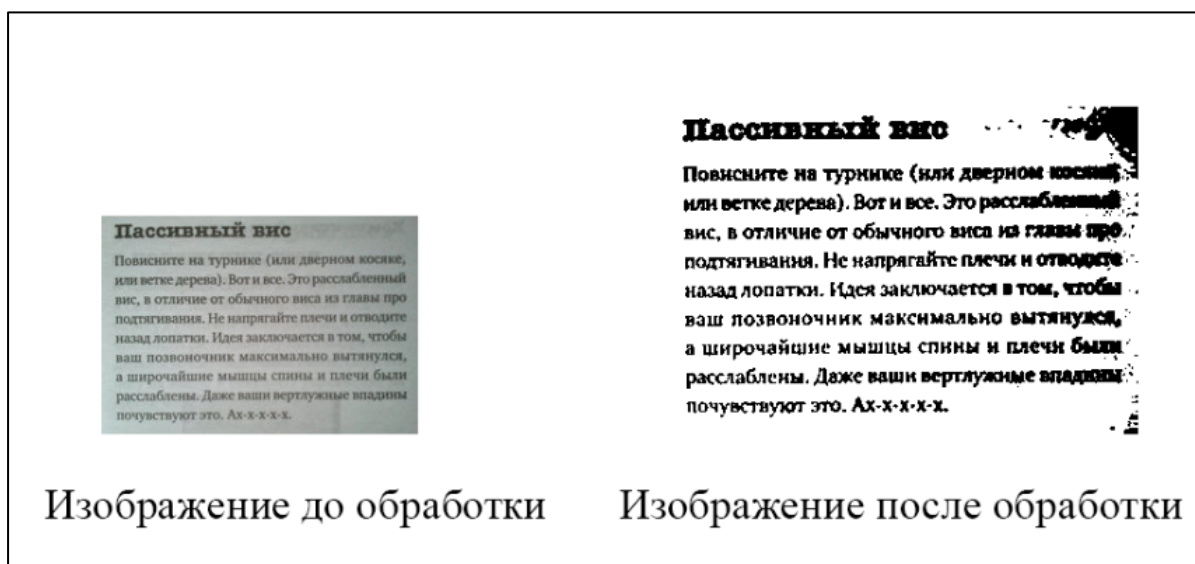 Пассивный вис
Повисните на турнике (или дверном косяке,
или ветке дерева). Вот и все. Это расслабленный
вис, в отличие от обычного виса из главы про
подтягивания. Не напрягайте плечи и отводите
назад лопатки. Идея заключается в том, чтобы
ваш позвоночник максимально вытянулся,
а широчайшие мышцы спины и плечи были
расслаблены. Даже ваши вертлужные впадины
почувствуют это. Ах-х-х-х-х.
Изображение до обработки
Пассивный вис
Повисните на турнике (или дверном косяке,
или ветке дерева). Вот и все. Это расслабленный
вис, в отличие от обычного виса из главы про
подтягивания. Не напрягайте плечи и отводите
назад лопатки. Идея заключается в том, чтобы
ваш позвоночник максимально вытянулся,
а широчайшие мышцы спины и плечи были
расслаблены. Даже ваши вертлужные впадины
почувствуют это. Ах-х-х-х-х.
Изображение после обработки